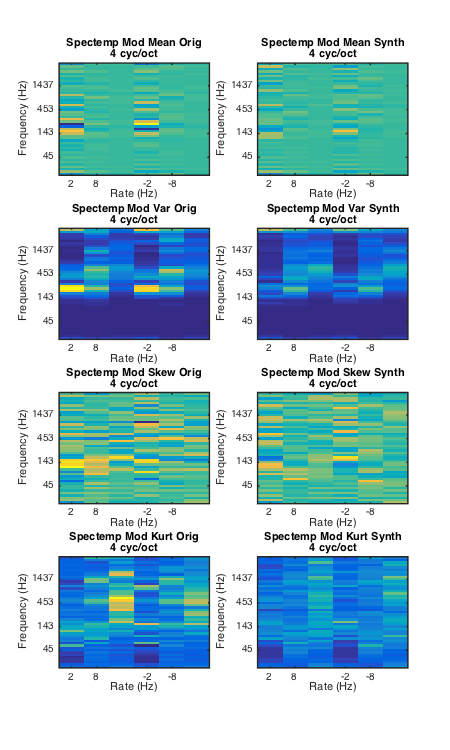 Spectemp Mod Mean Orig
4 cyc/oct
Frequency (Hz)
1437
453
143
45
2 8 -2 -8
Rate (Hz)
Spectemp Mod Mean Synth
4 cyc/oct
Frequency (Hz)
1437
453
143
45
2 8 -2 -8
Rate (Hz)
Spectemp Mod Var Orig
4 cyc/oct
Frequency (Hz)
1437
453
143
45
2 8 -2 -8
Rate (Hz)
Spectemp Mod Var Synth
4 cyc/oct
Frequency (Hz)
1437
453
143
45
2 8 -2 -8
Rate (Hz)
Spectemp Mod Skew Orig
4 cyc/oct
Frequency (Hz)
1437
453
143
45
2 8 -2 -8
Rate (Hz)
Spectemp Mod Skew Synth
4 cyc/oct
Frequency (Hz)
1437
453
143
45
2 8 -2 -8
Rate (Hz)
Spectemp Mod Kurt Orig
4 cyc/oct
Frequency (Hz)
1437
453
143
45
2 8 -2 -8
Rate (Hz)
Spectemp Mod Kurt Synth
4 cyc/oct
Frequency (Hz)
1437
453
143
45
2 8 -2 -8
Rate (Hz)